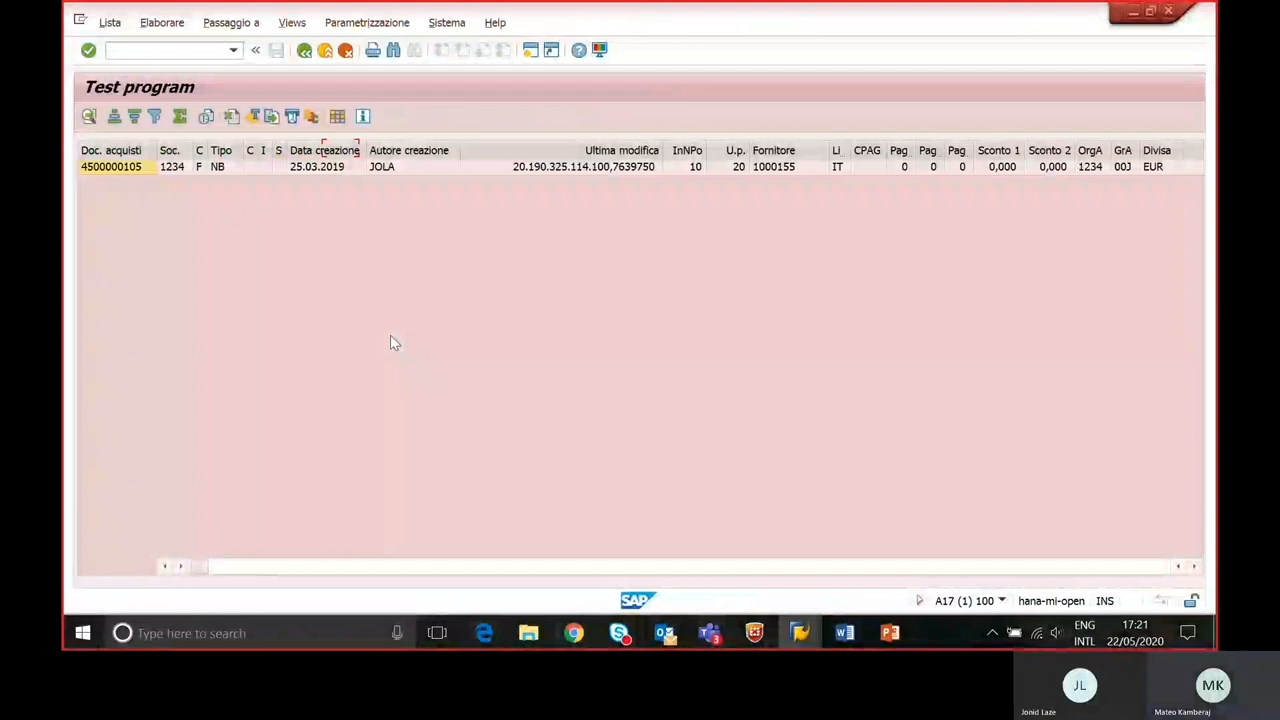 Lista Elaborare Passaggio a Views Parametrizzazione Sistema Help
Test program
Doc. acquisti Soc. C Tipo C I S Data creazione Autore creazione Ultima modifica InNPo U.p. Fornitore Li_ CPAG Pag Pag Pag Sconto 1 Sconto 2 OrgA GrA Divisa
4500000105 1234 F NB 25.03.2019 JOLA 20.190.325.114.100,7639750 10 20 1000155 IT 0 0 0 0,000 0,000 1234 00J EUR
SAP A17 (1) 100 hana-mi-open INS
Type here to search
3
ENG 17:21
INTL 22/05/2020
JL MK
Jonid Laze Mateo Kamberaj